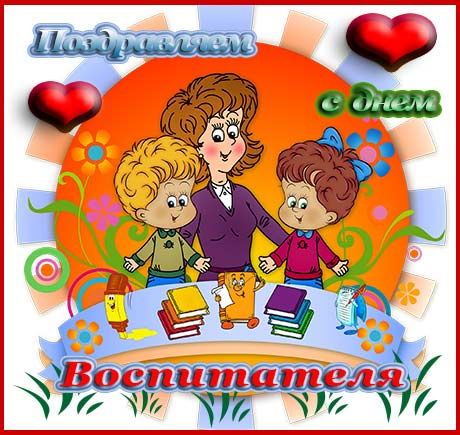 Поздравляем
с днем
Воспитателя